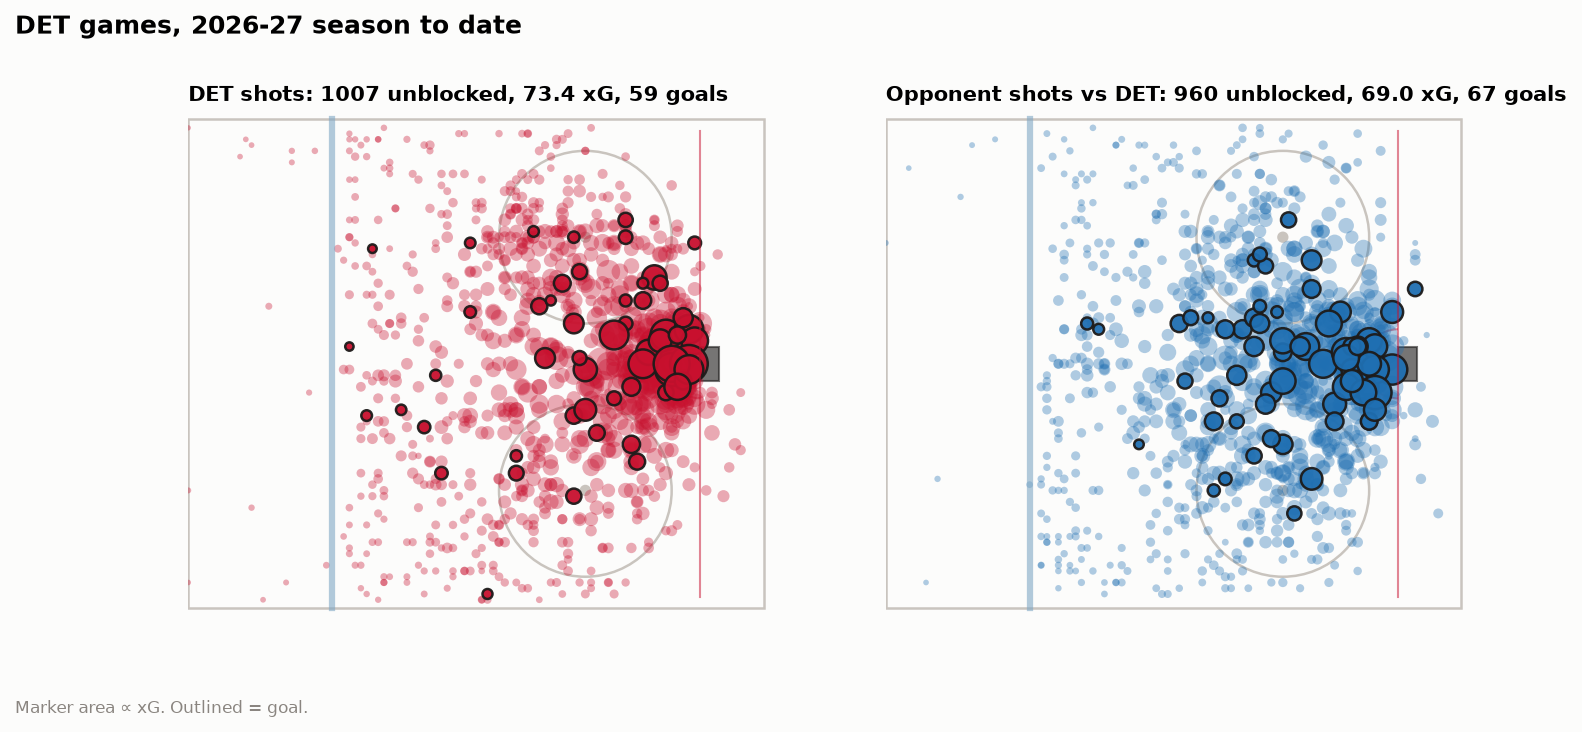 DET games, 2026-27 season to date
DET shots: 1007 unblocked, 73.4 xG, 59 goals
Opponent shots vs DET: 960 unblocked, 69.0 xG, 67 goals
Marker area ∝ xG. Outlined = goal.